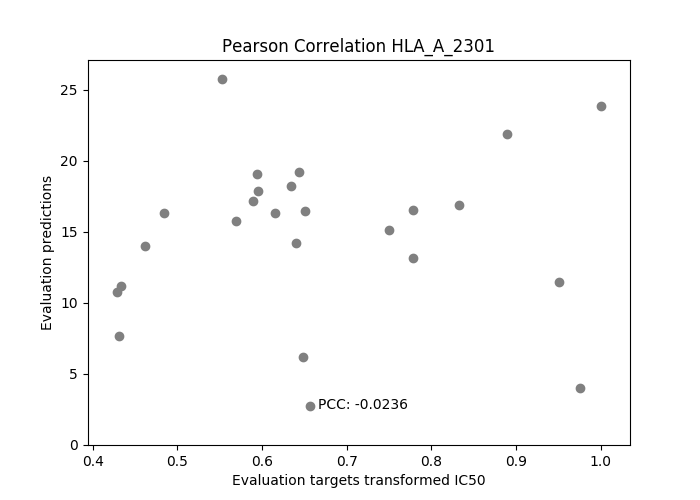 Pearson Correlation HLA_A_2301
Evaluation predictions
25
20
15
10
5
0
PCC: -0.0236
0.4 0.5 0.6 0.7 0.8 0.9 1.0
Evaluation targets transformed IC50